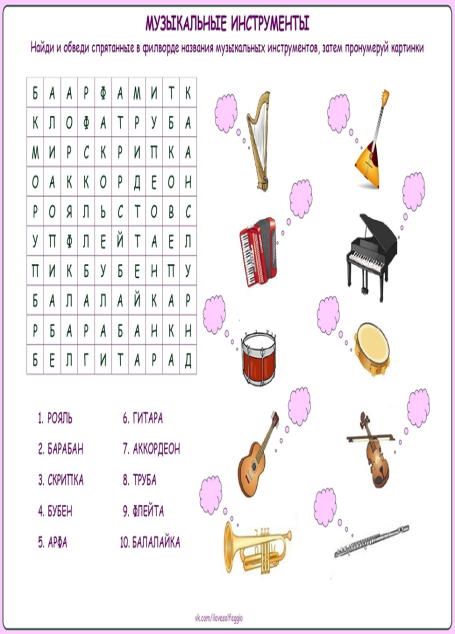 МУЗЫКАЛЬНЫЕ ИНСТРУМЕНТЫ
Найди и обведи спрятанные в филворде названия музыкальных инструментов, затем пронумеруй картинки
Б А А Р Ф А М И Т К
К Л О Ф А Т Р У Б А
М И Р С К Р И П К А
О А К К О Р Д Е О Н
Р О Я Л Ь С Т О В С
У П Ф Л Е Й Т А Е Л
П И К Б У Б Е Н П У
Б А Л А Л А Й К А Р
Р Б А Р А Б А Н К Н
Б Е Л Г И Т А Р А Д
1. РОЯЛЬ
2. БАРАБАН
3. СКРИПКА
4. БУБЕН
5. АРФА
6. ГИТАРА
7. АККОРДЕОН
8. ТРУБА
9. ФЛЕЙТА
10. БАЛАЛАЙКА
vk.com/ilovesolfeggio